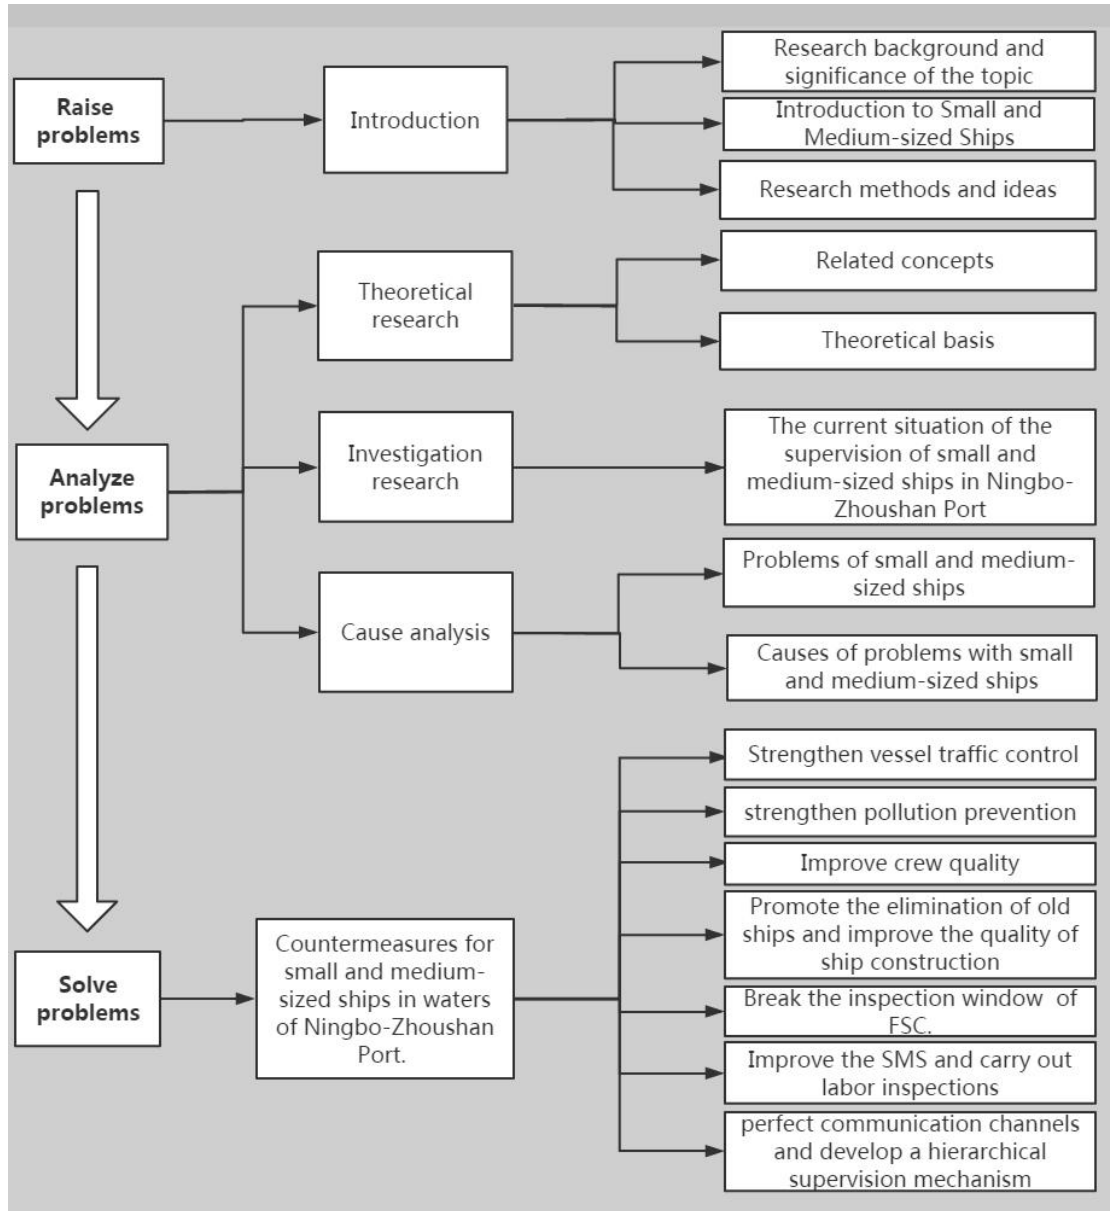 Raise
problems
Introduction
Research background and
significance of the topic
Introduction to Small and
Medium-sized Ships
Research methods and ideas
Analyze
problems
Theoretical
research
Related concepts
Theoretical basis
Investigation
research
The current situation of the
supervision of small and
medium-sized ships in Ningbo-
Zhoushan Port
Cause analysis
Problems of small and medium-
sized ships
Causes of problems with small
and medium-sized ships
Solve
problems
Countermeasures for
small and medium-
sized ships in waters
of Ningbo-Zhoushan
Port.
Strengthen vessel traffic control
strengthen pollution prevention
Improve crew quality
Promote the elimination of old
ships and improve the quality of
ship construction
Break the inspection window of
FSC.
Improve the SMS and carry out
labor inspections
perfect communication channels
and develop a hierarchical
supervision mechanism